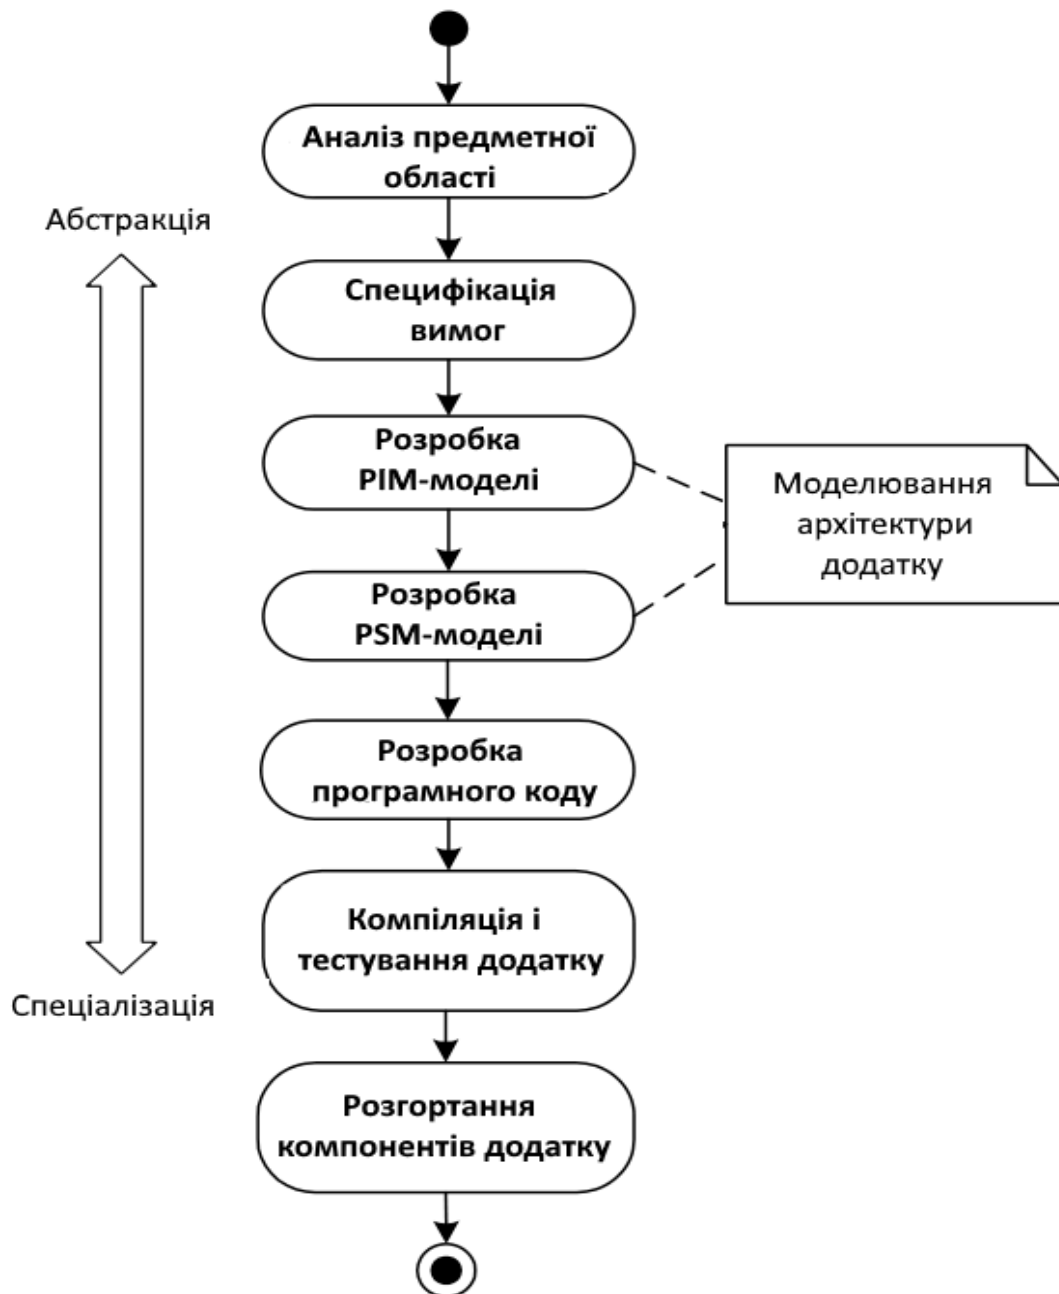 Аналіз предметної
області
Абстракція
Специфікація
вимог
Розробка
PIM-моделі
Моделювання
архітектури
додатку
Розробка
PSM-моделі
Розробка
програмного коду
Компіляція і
тестування додатку
Спеціалізація
Розгортання
компонентів додатку